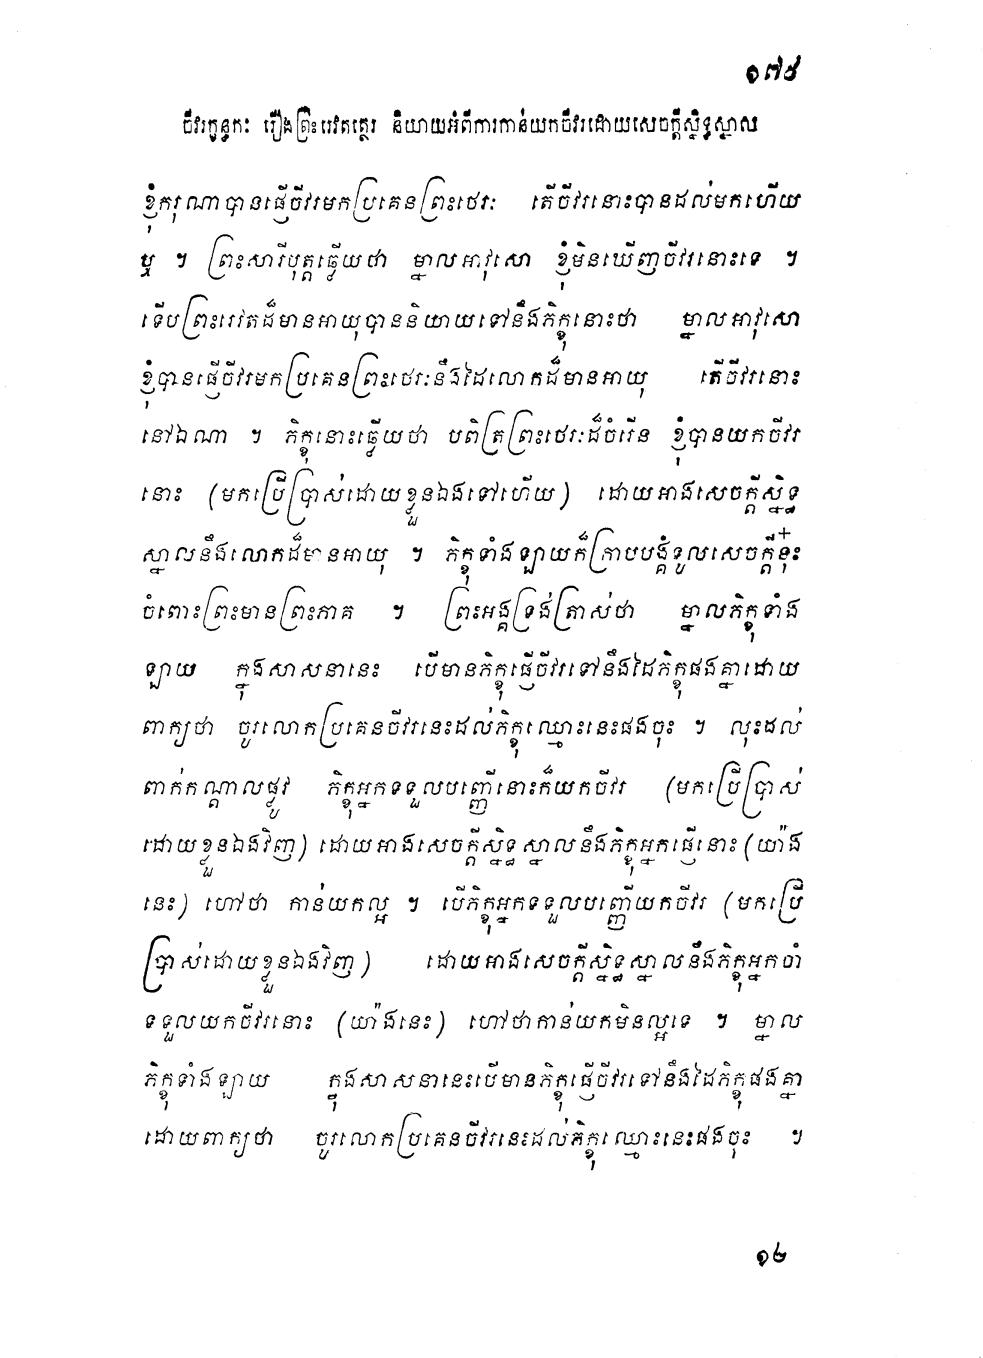 ១៧៩
ចីវរក្ខន្ធកៈ រឿងព្រះរេវតត្ថេរ និយាយអំពីការកាន់យកចីវរដោយសេចក្តីស្និទ្ធស្នាល
ខ្ញុំករុណាបានផ្ញើចីវរមកប្រគេនព្រះថេរៈ តើចីវរនោះបានដល់មកហើយ
ឬ ។ ព្រះសារីបុត្តឆ្លើយថា ម្នាលអាវុសោ ខ្ញុំមិនឃើញចីវរនោះទេ ។
ទើបព្រះរេវតដ៏មានអាយុបាននិយាយទៅនឹងភិក្ខុនោះថា ម្នាលអាវុសោ
ខ្ញុំបានផ្ញើចីវរមកប្រគេនព្រះថេរៈនឹងដៃលោកដ៏មានអាយុ តើចីវរនោះ
នៅឯណា ។ ភិក្ខុនោះឆ្លើយថា បពិត្រព្រះថេរៈដ៏ចំរើន ខ្ញុំបានយកចីវរ
នោះ (មកប្រើប្រាស់ដោយខ្លួនឯងទៅហើយ) ដោយអាងសេចក្តីស្និទ្ធ
ស្នាលនឹងលោកដ៏មានអាយុ ។ ភិក្ខុទាំងឡាយក៏ក្រាបបង្គំទូលសេចក្តីនុ៎ះ
ចំពោះព្រះមានព្រះភាគ ។ ព្រះអង្គទ្រង់ត្រាស់ថា ម្នាលភិក្ខុទាំង
ឡាយ ក្នុងសាសនានេះ បើមានភិក្ខុផ្ញើចីវរទៅនឹងដៃភិក្ខុផងគ្នាដោយ
ពាក្យថា ចូរលោកប្រគេនចីវរនេះដល់ភិក្ខុឈ្មោះនេះផងចុះ ។ លុះដល់
ពាក់កណ្តាលផ្លូវ ភិក្ខុអ្នកទទួលបញ្ញើនោះក៏យកចីវរ (មកប្រើប្រាស់
ដោយខ្លួនឯងវិញ) ដោយអាងសេចក្តីស្និទ្ធស្នាលនឹងភិក្ខុអ្នកផ្ញើនោះ (យ៉ាង
នេះ) ហៅថា កាន់យកល្អ ។ បើភិក្ខុអ្នកទទួលបញ្ញើយកចីវរ (មកប្រើ
ប្រាស់ដោយខ្លួនឯងវិញ) ដោយអាងសេចក្តីស្និទ្ធស្នាលនឹងភិក្ខុអ្នកចាំ
ទទួលយកចីវរនោះ (យ៉ាងនេះ) ហៅថាកាន់យកមិនល្អទេ ។ ម្នាល
ភិក្ខុទាំងឡាយ ក្នុងសាសនានេះបើមានភិក្ខុផ្ញើចីវរទៅនឹងដៃភិក្ខុផងគ្នា
ដោយពាក្យថា ចូរលោកប្រគេនចីវរនេះដល់ភិក្ខុឈ្មោះនេះផងចុះ ។
១២